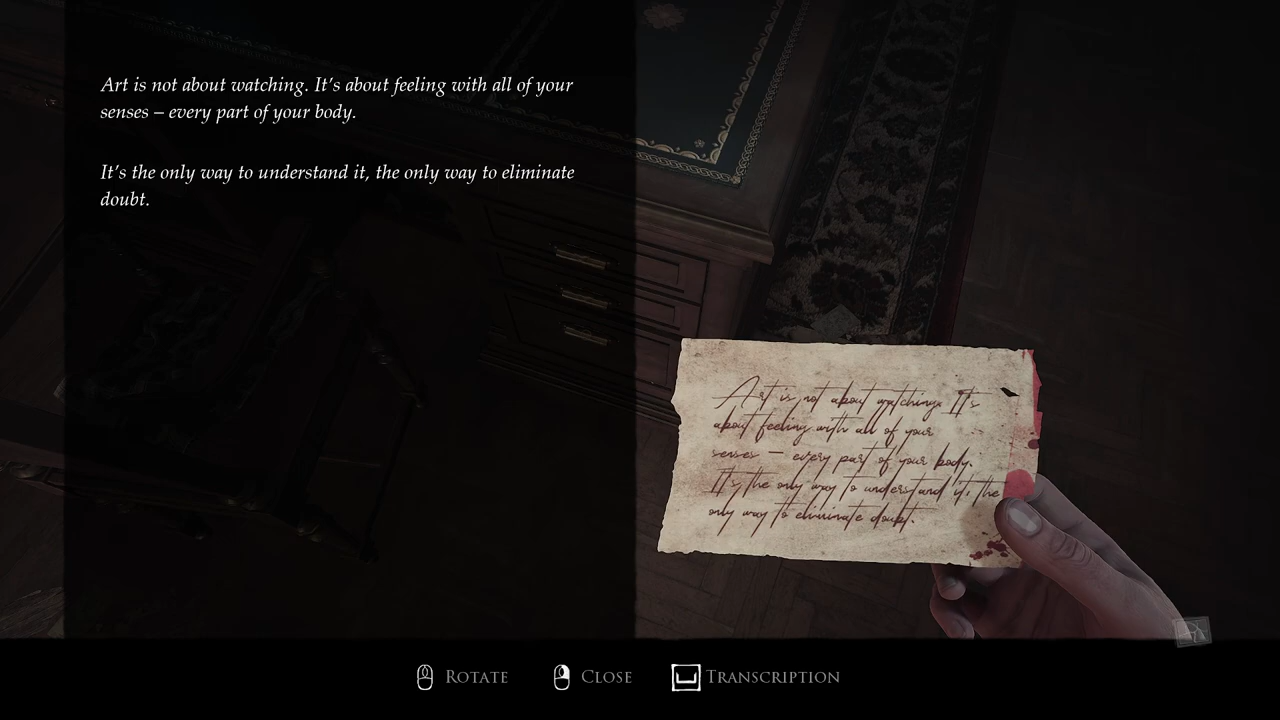 Art is not about watching. It's about feeling with all of your
senses – every part of your body.
It's the only way to understand it, the only way to eliminate
doubt.
Art is not about watching. It's
about feeling with all of your
senses – every part of your body.
It's the only way to understand it, the
only way to eliminate doubt.
ROTATE
CLOSE
TRANSCRIPTION